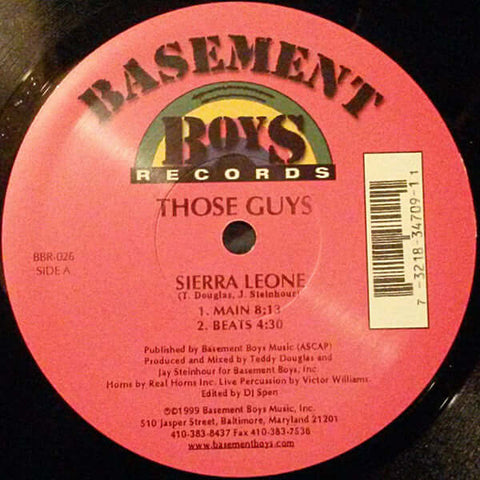 BASEMENT
BOYS
RECORDS
THOSE GUYS
BBR-026
SIDE A
SIERRA LEONE
(T. Douglas, J. Steinhour)
1. MAIN 8:13
2. BEATS 4:30
Published by Basement Boys Music (ASCAP)
Produced and Mixed by Teddy Douglas and
Jay Steinhour for Basement Boys, Inc
Horns by Real Horns Inc. Live Percussion by Victor Williams.
Edited by DJ Spen
℗©1999 Basement Boys Music, Inc.
510 Jasper Street, Baltimore, Maryland 21201
410-383-8437 Fax 410-383-7536
www.basementboys.com
7 - 3218-34709-1 1